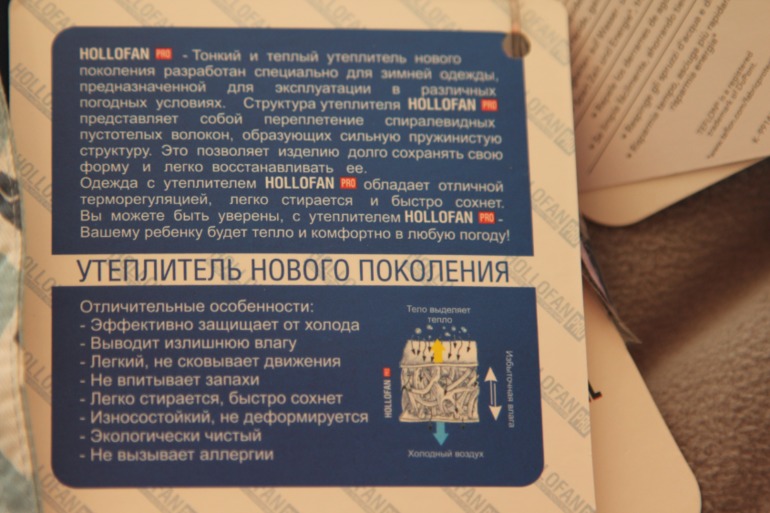 HOLLOFAN PRO - Тонкий и теплый утеплитель нового
поколения разработан специально для зимней одежды,
предназначенной для эксплуатации в различных
погодных условиях. Структура утеплителя HOLLOFAN PRO
представляет собой переплетение спиралевидных
пустотелых волокон, образующих сильную пружинистую
структуру. Это позволяет изделию долго сохранять свою
форму и легко восстанавливать ее.
Одежда с утеплителем HOLLOFAN PRO обладает отличной
терморегуляцией, легко стирается и быстро сохнет.
Вы можете быть уверены, с утеплителем HOLLOFAN PRO -
Вашему ребенку будет тепло и комфортно в любую погоду!
УТЕПЛИТЕЛЬ НОВОГО ПОКОЛЕНИЯ
Отличительные особенности:
- Эффективно защищает от холода
- Выводит излишнюю влагу
- Легкий, не сковывает движения
- Не впитывает запахи
- Легко стирается, быстро сохнет
- Износостойкий, не деформируется
- Экологически чистый
- Не вызывает аллергии
Тело выделяет
тепло
HOLLOFAN PRO
Избыточная влага
Холодный воздух